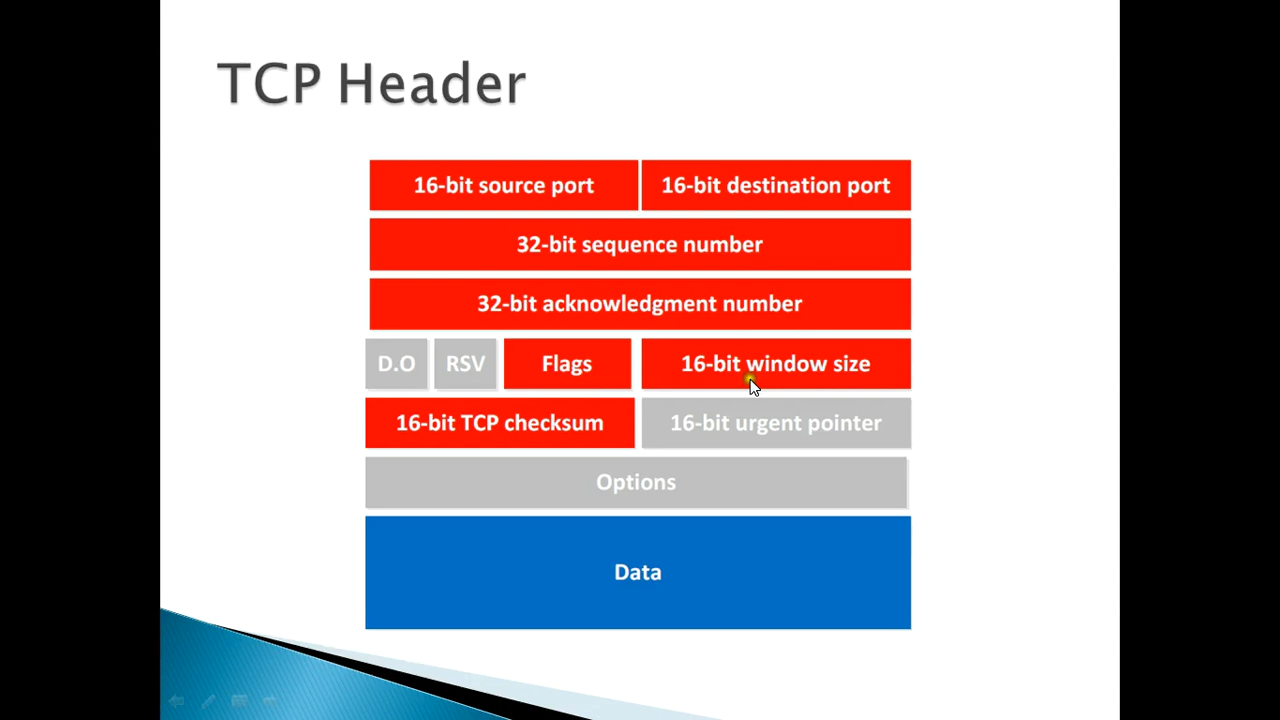 TCP Header
16-bit source port
16-bit destination port
32-bit sequence number
32-bit acknowledgment number
D.O
RSV
Flags
16-bit window size
16-bit TCP checksum
16-bit urgent pointer
Options
Data